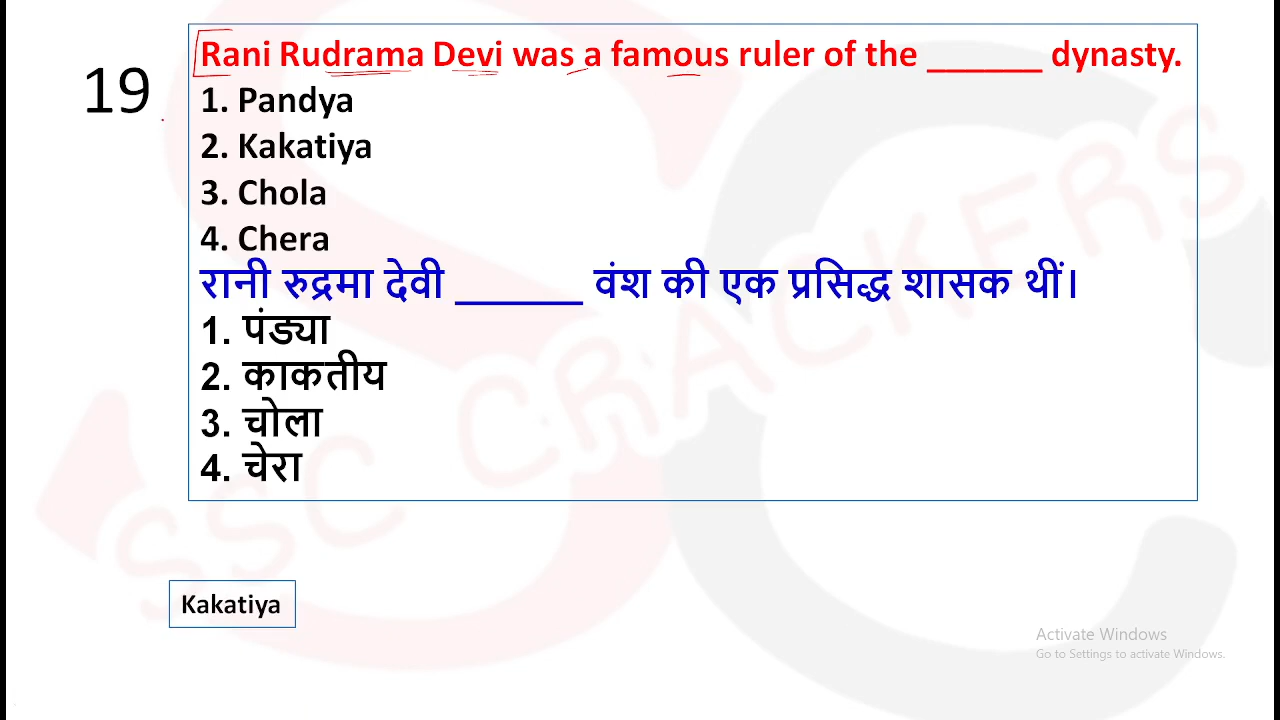 Rani Rudrama Devi was a famous ruler of the ______ dynasty.
19
1. Pandya
2. Kakatiya
3. Chola
4. Chera
रानी रुद्रमा देवी ______ वंश की एक प्रसिद्ध शासक थीं।
1. पंड्या
2. काकतीय
3. चोला
4. चेरा
SSC CRACKERS
Kakatiya
Activate Windows
Go to Settings to activate Windows.